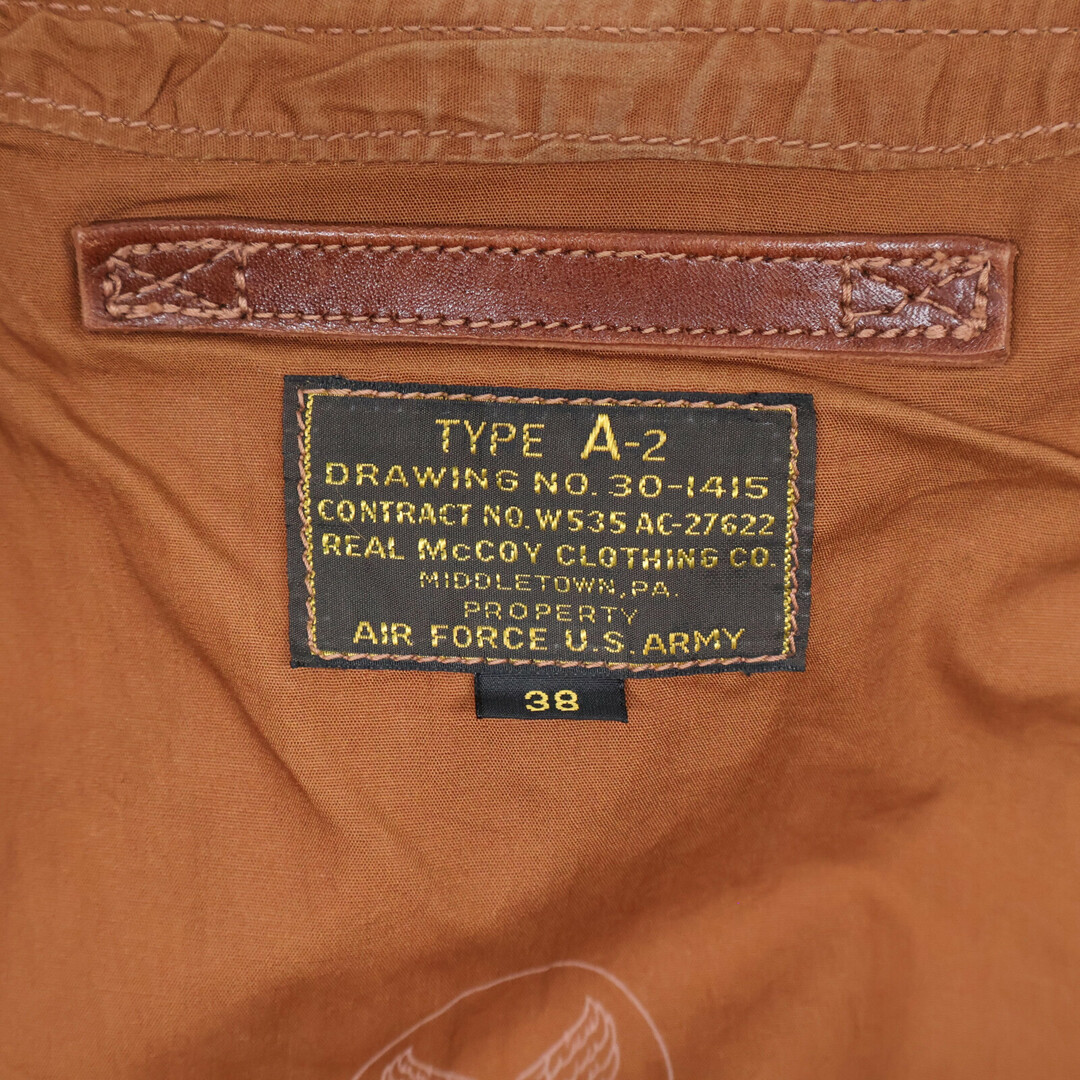 TYPE A-2
DRAWING NO. 30-1415
CONTRACT NO. W535 AC-27622
REAL McCOY CLOTHING CO.
MIDDLETOWN, PA.
PROPERTY
AIR FORCE U.S. ARMY
38